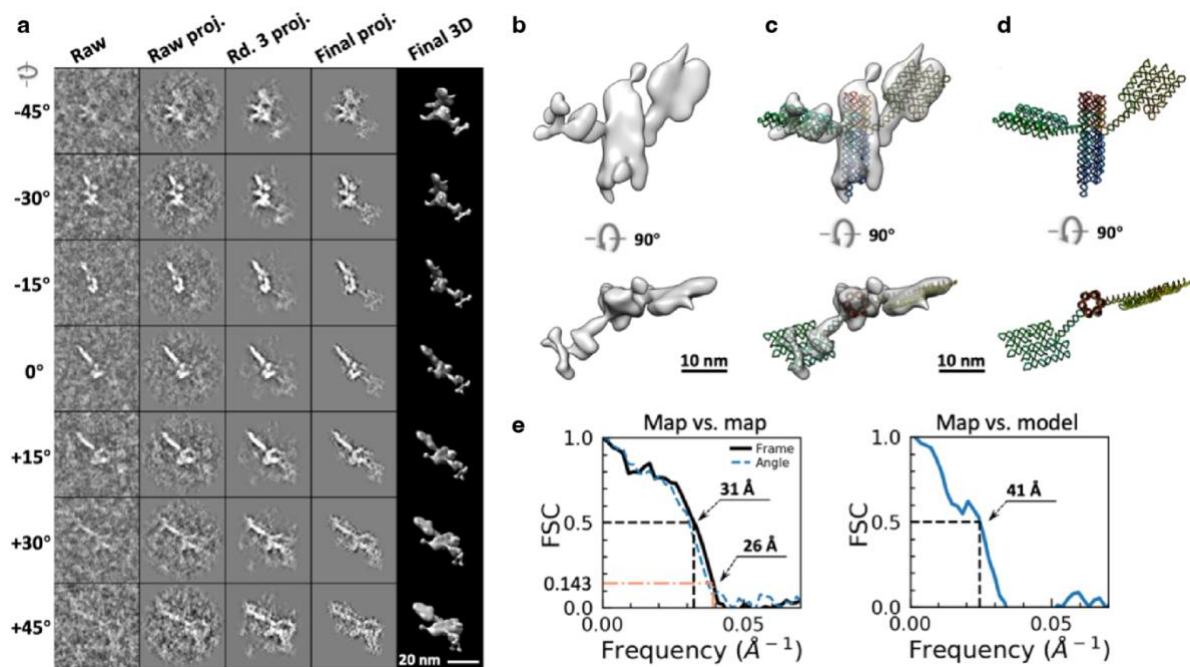 a
Raw
Raw proj.
Rd. 3 proj.
Final proj.
Final 3D
-45°
-30°
-15°
0°
+15°
+30°
+45°
20 nm
b
c
d
90°
90°
90°
10 nm
10 nm
e
Map vs. map
Frame
Angle
31 Å
26 Å
1.0
0.5
0.143
0.0
FSC
0.00
0.05
Frequency (Å⁻¹)
Map vs. model
41 Å
1.0
0.5
0.0
FSC
0.00
0.05
Frequency (Å⁻¹)